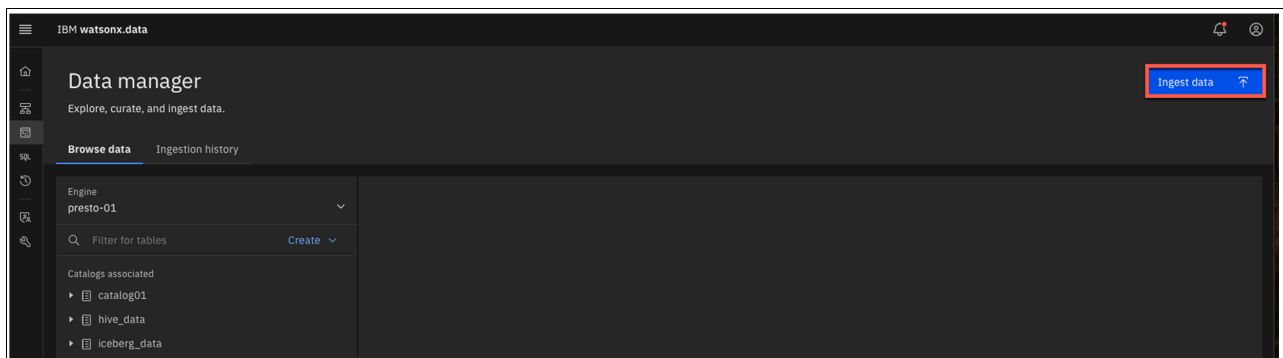 IBM watsonx.data
Data manager
Ingest data
Explore, curate, and ingest data.
Browse data Ingestion history
SQL
Engine
presto-01
Filter for tables Create
Catalogs associated
catalog01
hive_data
iceberg_data